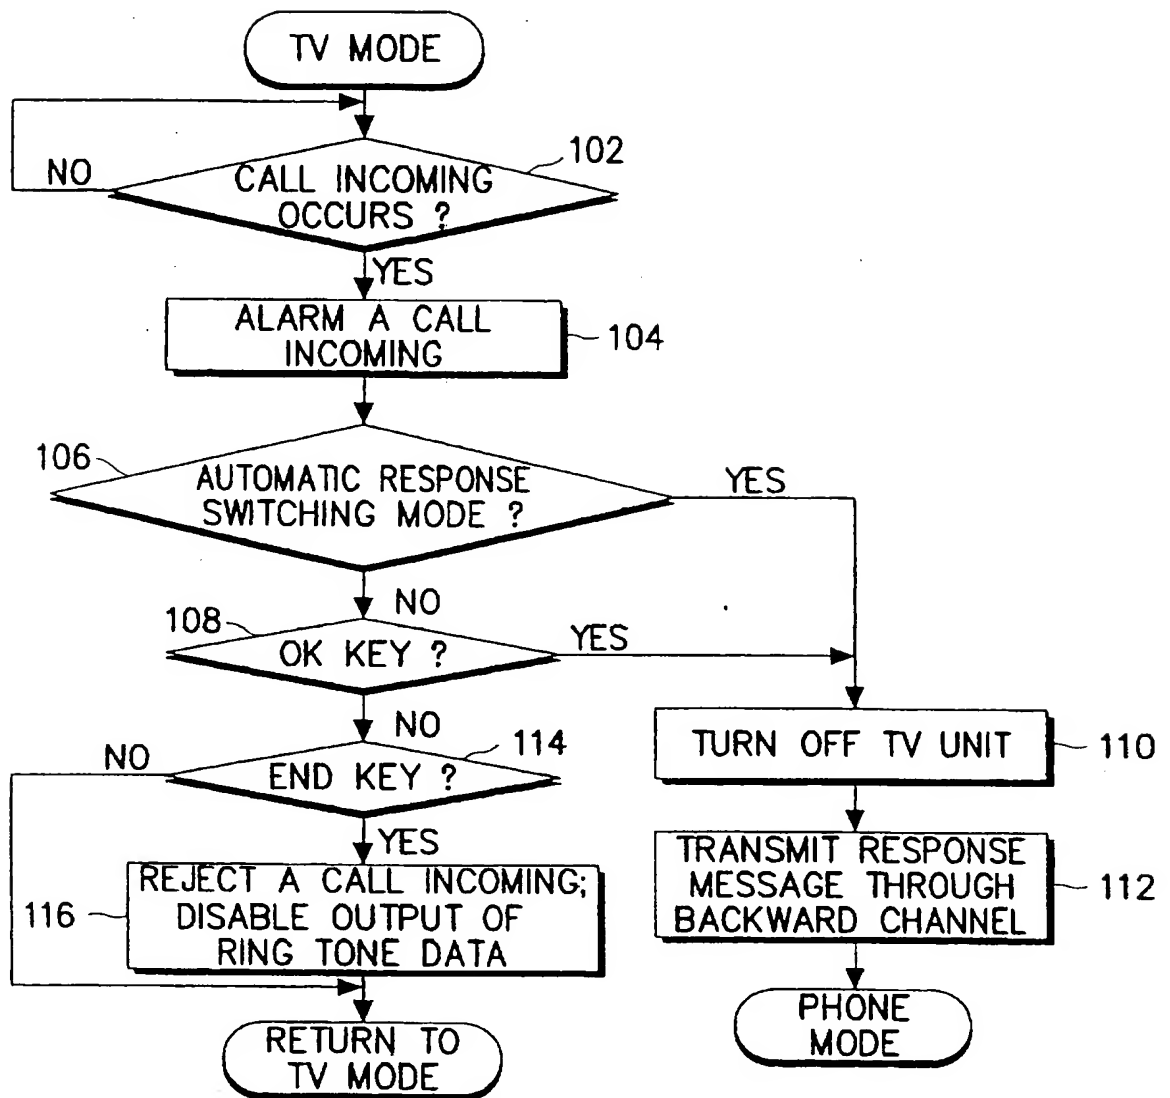 TV MODE
102
NO
CALL INCOMING
OCCURS ?
YES
ALARM A CALL
INCOMING
104
106
AUTOMATIC RESPONSE
SWITCHING MODE ?
YES
NO
108
OK KEY ?
YES
NO
TURN OFF TV UNIT
110
114
NO
END KEY ?
YES
TRANSMIT RESPONSE
MESSAGE THROUGH
BACKWARD CHANNEL
112
REJECT A CALL INCOMING;
DISABLE OUTPUT OF
RING TONE DATA
116
PHONE
MODE
RETURN TO
TV MODE